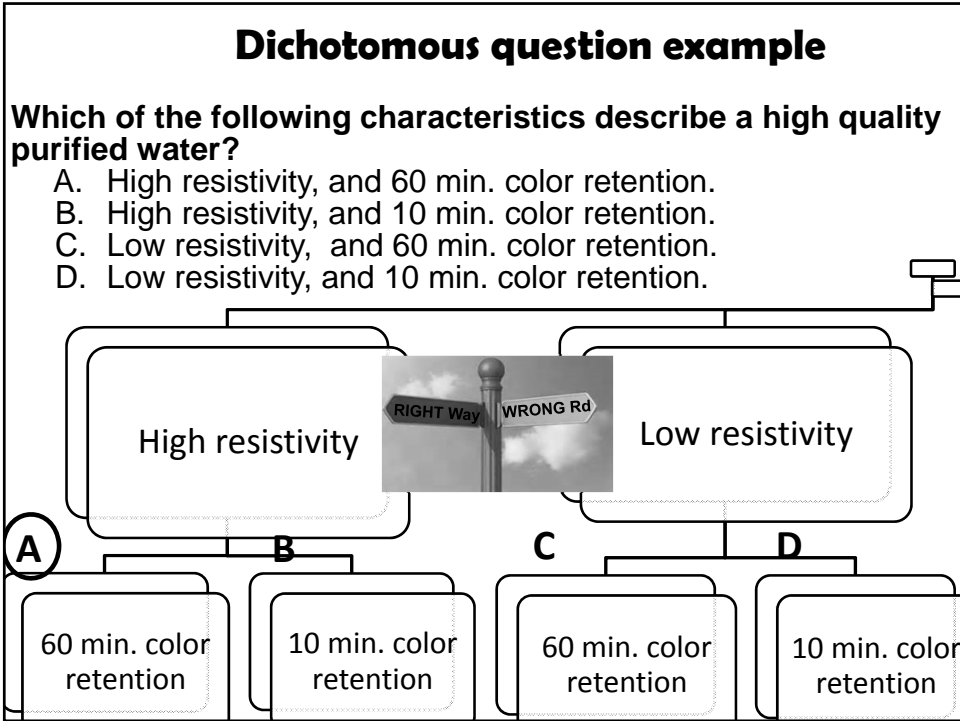 Dichotomous question example
Which of the following characteristics describe a high quality
purified water?
A. High resistivity, and 60 min. color retention.
B. High resistivity, and 10 min. color retention.
C. Low resistivity,  and 60 min. color retention.
D. Low resistivity, and 10 min. color retention.
High resistivity
RIGHT Way
WRONG Rd
Low resistivity
A
B
C
D
60 min. color
retention
10 min. color
retention
60 min. color
retention
10 min. color
retention